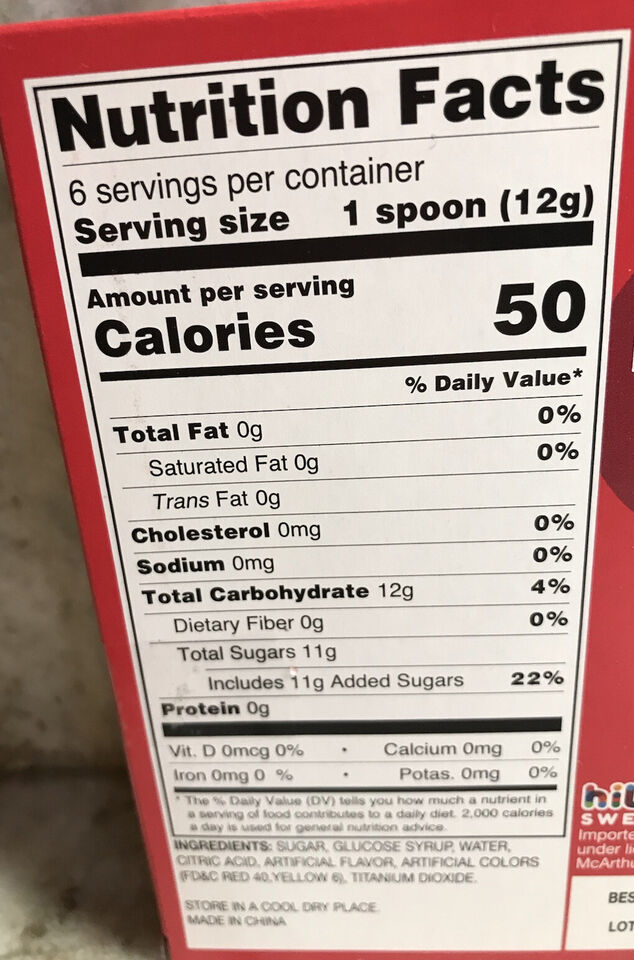 Nutrition Facts
6 servings per container
Serving size 1 spoon (12g)
Amount per serving
Calories 50
% Daily Value*
Total Fat 0g 0%
Saturated Fat 0g 0%
Trans Fat 0g
Cholesterol 0mg 0%
Sodium 0mg 0%
Total Carbohydrate 12g 4%
Dietary Fiber 0g 0%
Total Sugars 11g
Includes 11g Added Sugars 22%
Protein 0g
Vit. D 0mcg 0% • Calcium 0mg 0%
Iron 0mg 0 % • Potas. 0mg 0%
* The % Daily Value (DV) tells you how much a nutrient in
a serving of food contributes to a daily diet. 2,000 calories
a day is used for general nutrition advice.
INGREDIENTS: SUGAR, GLUCOSE SYRUP, WATER,
CITRIC ACID, ARTIFICIAL FLAVOR, ARTIFICIAL COLORS
(FD&C RED 40, YELLOW 6), TITANIUM DIOXIDE.
STORE IN A COOL DRY PLACE.
MADE IN CHINA
SWE
Importe
under li
McArthu
BES
LOT